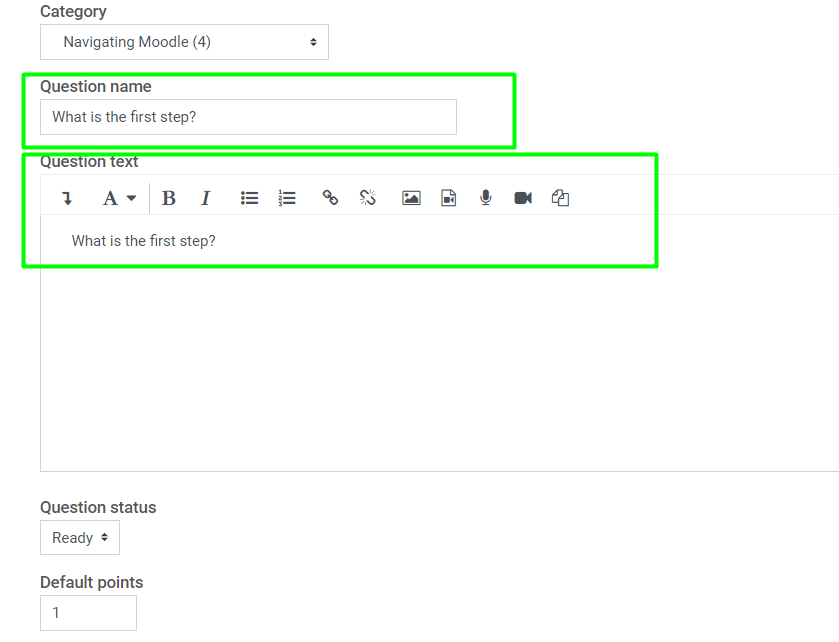 Category
Navigating Moodle (4)
Question name
What is the first step?
Question text
A B I
What is the first step?
Question status
Ready
Default points
1